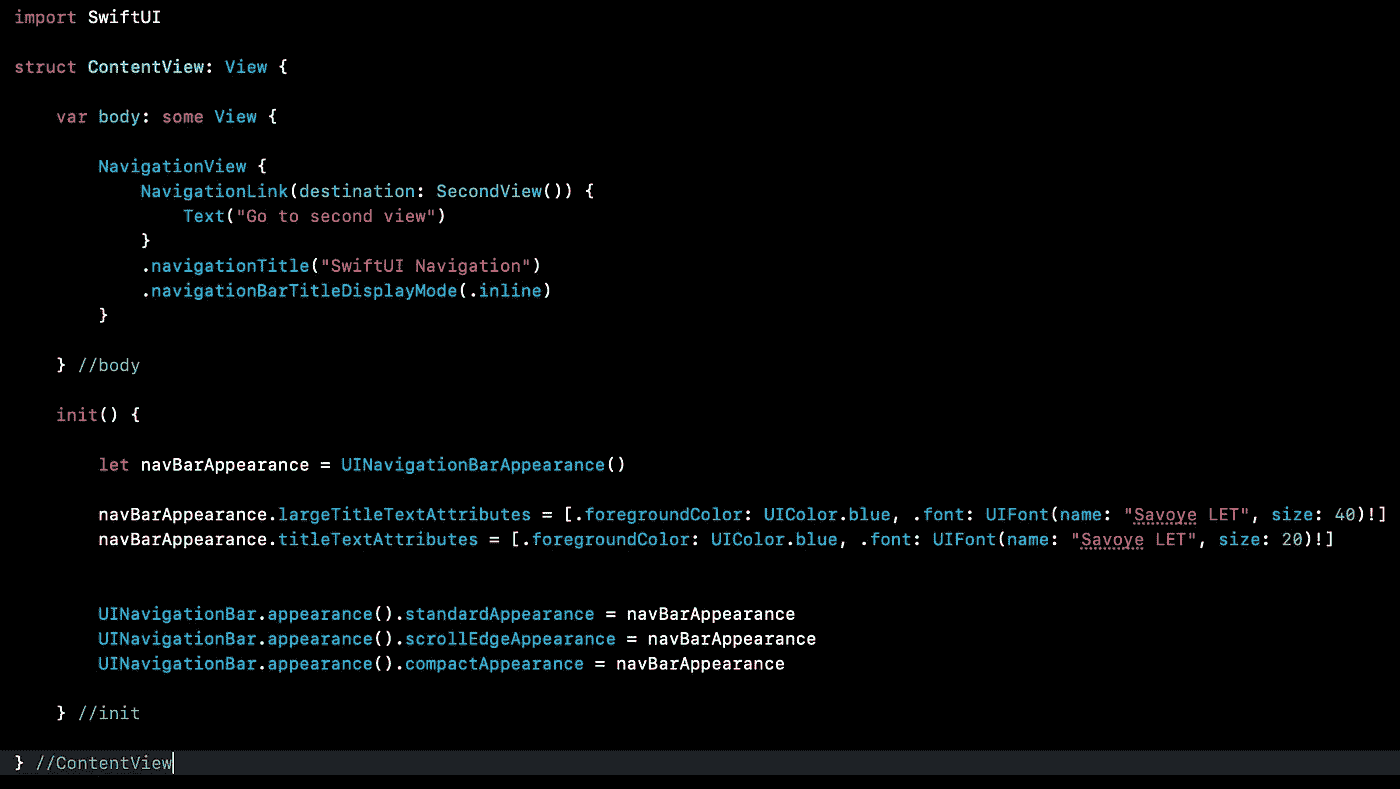 import SwiftUI
struct ContentView: View {
var body: some View {
NavigationView {
NavigationLink(destination: SecondView()) {
Text("Go to second view")
}
.navigationTitle("SwiftUI Navigation")
.navigationBarTitleDisplayMode(.inline)
}
} //body
init() {
let navBarAppearance = UINavigationBarAppearance()
navBarAppearance.largeTitleTextAttributes = [.foregroundColor: UIColor.blue, .font: UIFont(name: "Savoye LET", size: 40)!]
navBarAppearance.titleTextAttributes = [.foregroundColor: UIColor.blue, .font: UIFont(name: "Savoye LET", size: 20)!]
UINavigationBar.appearance().standardAppearance = navBarAppearance
UINavigationBar.appearance().scrollEdgeAppearance = navBarAppearance
UINavigationBar.appearance().compactAppearance = navBarAppearance
} //init
} //ContentView